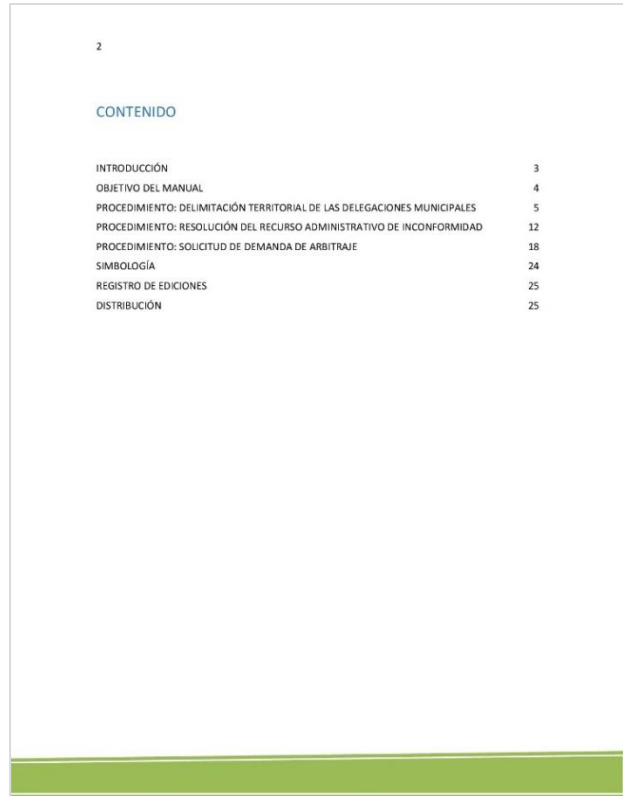 2
CONTENIDO
INTRODUCCIÓN 3
OBJETIVO DEL MANUAL 4
PROCEDIMIENTO: DELIMITACIÓN TERRITORIAL DE LAS DELEGACIONES MUNICIPALES 5
PROCEDIMIENTO: RESOLUCIÓN DEL RECURSO ADMINISTRATIVO DE INCONFORMIDAD 12
PROCEDIMIENTO: SOLICITUD DE DEMANDA DE ARBITRAJE 18
SIMBOLOGÍA 24
REGISTRO DE EDICIONES 25
DISTRIBUCIÓN 25